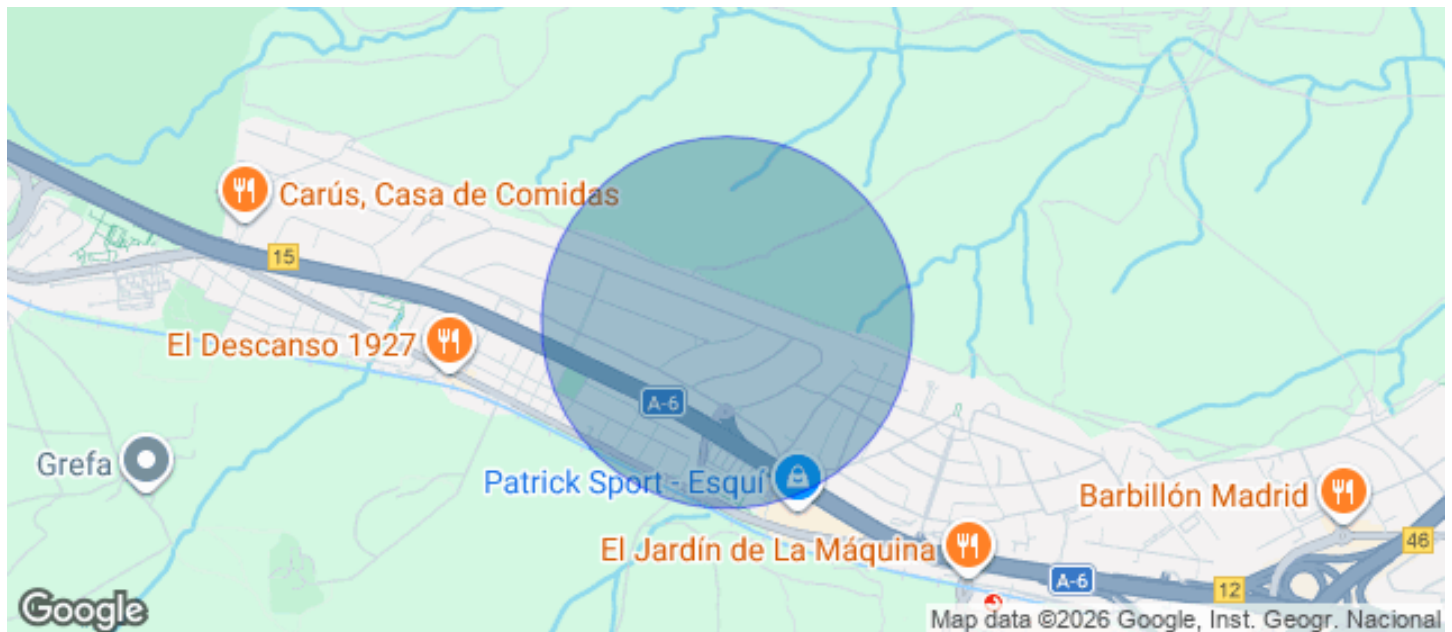 Carús, Casa de Comidas
15
El Descanso 1927
A-6
Grefa
Patrick Sport - Esquí
Barbillón Madrid
El Jardín de La Máquina
46
A-6
12
Google
Map data ©2026 Google, Inst. Geogr. Nacional